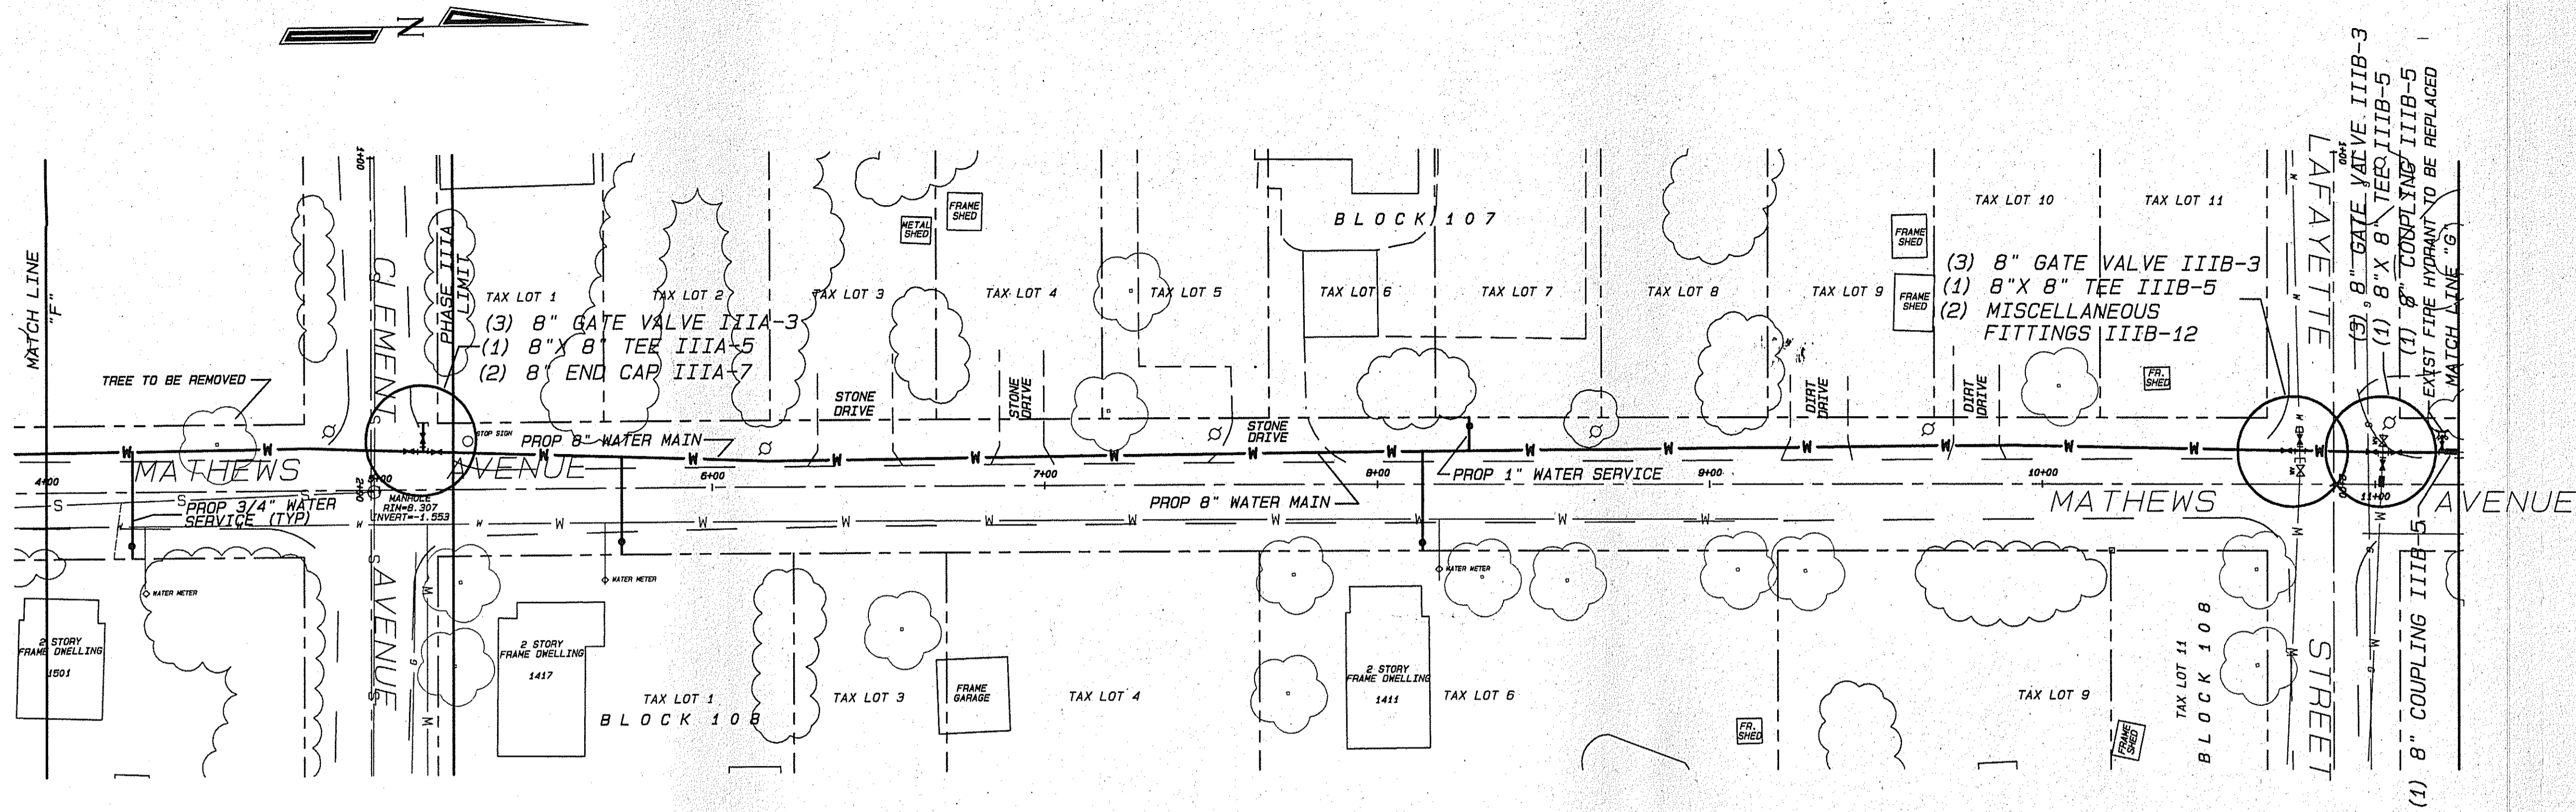 N
MATCH LINE
"F"
1+00
CLEMENT
AVENUE
PHASE IIIA
LIMIT
TAX LOT 1
TAX LOT 2
TAX LOT 3
TAX LOT 4
TAX LOT 5
TAX LOT 6
TAX LOT 7
TAX LOT 8
TAX LOT 9
TAX LOT 10
TAX LOT 11
BLOCK 107
METAL
SHED
FRAME
SHED
FRAME
SHED
FRAME
SHED
(3) 8" GATE VALVE IIIA-3
(1) 8"X 8" TEE IIIA-5
(2) 8" END CAP IIIA-7
(3) 8" GATE VALVE IIIB-3
(1) 8"X 8" TEE IIIB-5
(2) MISCELLANEOUS
FITTINGS IIIB-12
LAFAYETTE
STREET
1+00
(3) 8" GATE VALVE IIIB-3
(1) 8"X 8" TEE IIIB-5
(1) 8" COUPLING IIIB-5
EXIST FIRE HYDRANT TO BE REPLACED
MATCH LINE "G"
TREE TO BE REMOVED
STONE
DRIVE
STONE
DRIVE
STONE
DRIVE
DIRT
DRIVE
DIRT
DRIVE
FR.
SHED
STOP SIGN
PROP 8" WATER MAIN
MATHEWS
AVENUE
4+00
5+00
6+00
7+00
8+00
9+00
10+00
11+00
2+00
MANHOLE
RIM=8.307
INVERT=-1.553
PROP 3/4" WATER
SERVICE (TYP)
PROP 1" WATER SERVICE
PROP 8" WATER MAIN
MATHEWS
AVENUE
WATER METER
WATER METER
WATER METER
2 STORY
FRAME DWELLING
1501
2 STORY
FRAME DWELLING
1417
2 STORY
FRAME DWELLING
1411
TAX LOT 1
BLOCK 108
TAX LOT 3
FRAME
GARAGE
TAX LOT 4
TAX LOT 6
FR.
SHED
TAX LOT 9
FRAME
SHED
TAX LOT 11
BLOCK 108
(1) 8" COUPLING IIIB-5